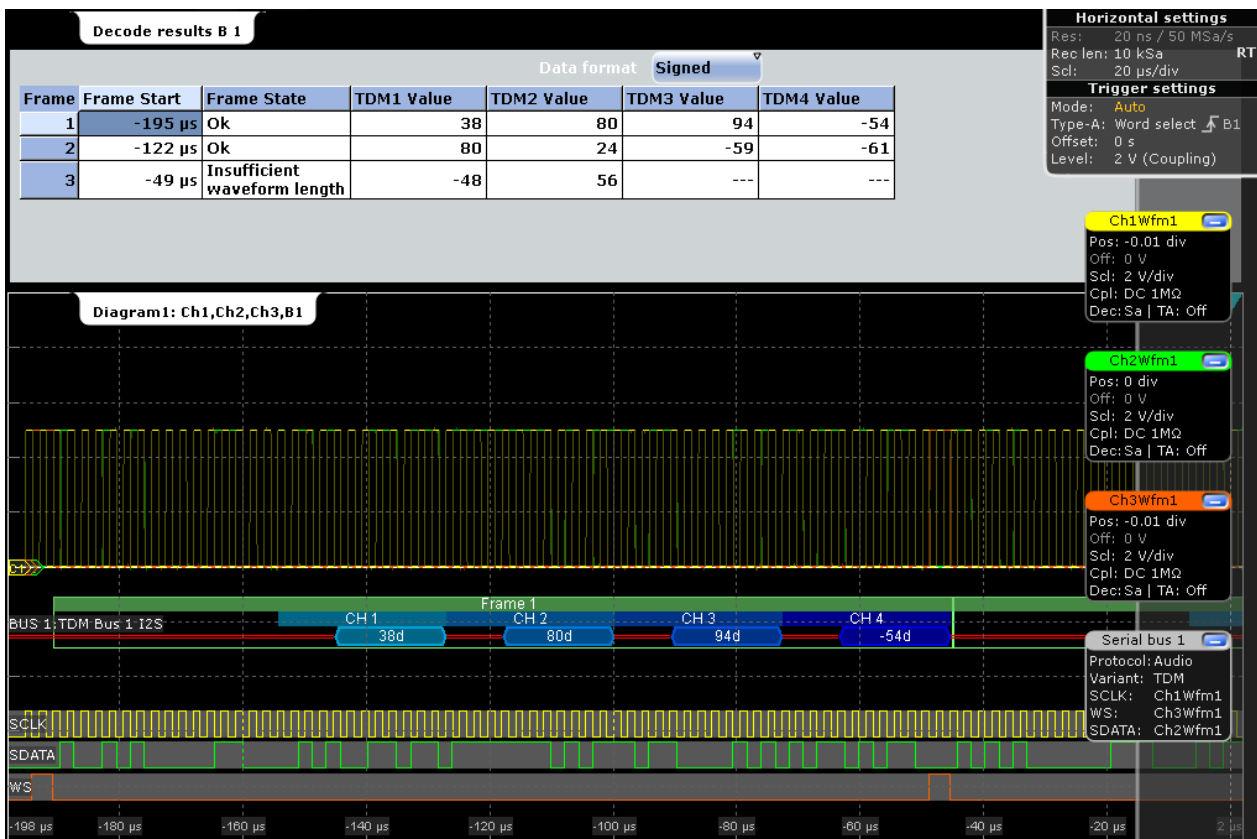 Decode results B 1
Data format Signed
Frame Frame Start Frame State TDM1 Value TDM2 Value TDM3 Value TDM4 Value
1 -195 µs Ok 38 80 94 -54
2 -122 µs Ok 80 24 -59 -61
3 -49 µs Insufficient waveform length -48 56 --- ---
Horizontal settings
Res: 20 ns / 50 MSa/s
Rec len: 10 kSa RT
Scl: 20 µs/div
Trigger settings
Mode: Auto
Type-A: Word select B1
Offset: 0 s
Level: 2 V (Coupling)
Ch1Wfm1
Pos: -0.01 div
Off: 0 V
Scl: 2 V/div
Cpl: DC 1MΩ
Dec: Sa | TA: Off
Diagram1: Ch1,Ch2,Ch3,B1
Ch2Wfm1
Pos: 0 div
Off: 0 V
Scl: 2 V/div
Cpl: DC 1MΩ
Dec: Sa | TA: Off
Ch3Wfm1
Pos: -0.01 div
Off: 0 V
Scl: 2 V/div
Cpl: DC 1MΩ
Dec: Sa | TA: Off
C1
Frame 1
BUS 1:TDM Bus 1 I2S CH 1 CH 2 CH 3 CH 4
38d 80d 94d -54d
Serial bus 1
Protocol: Audio
Variant: TDM
SCLK: Ch1Wfm1
WS: Ch3Wfm1
SDATA: Ch2Wfm1
SCLK
SDATA
WS
-198 µs -180 µs -160 µs -140 µs -120 µs -100 µs -80 µs -60 µs -40 µs -20 µs 2 µs